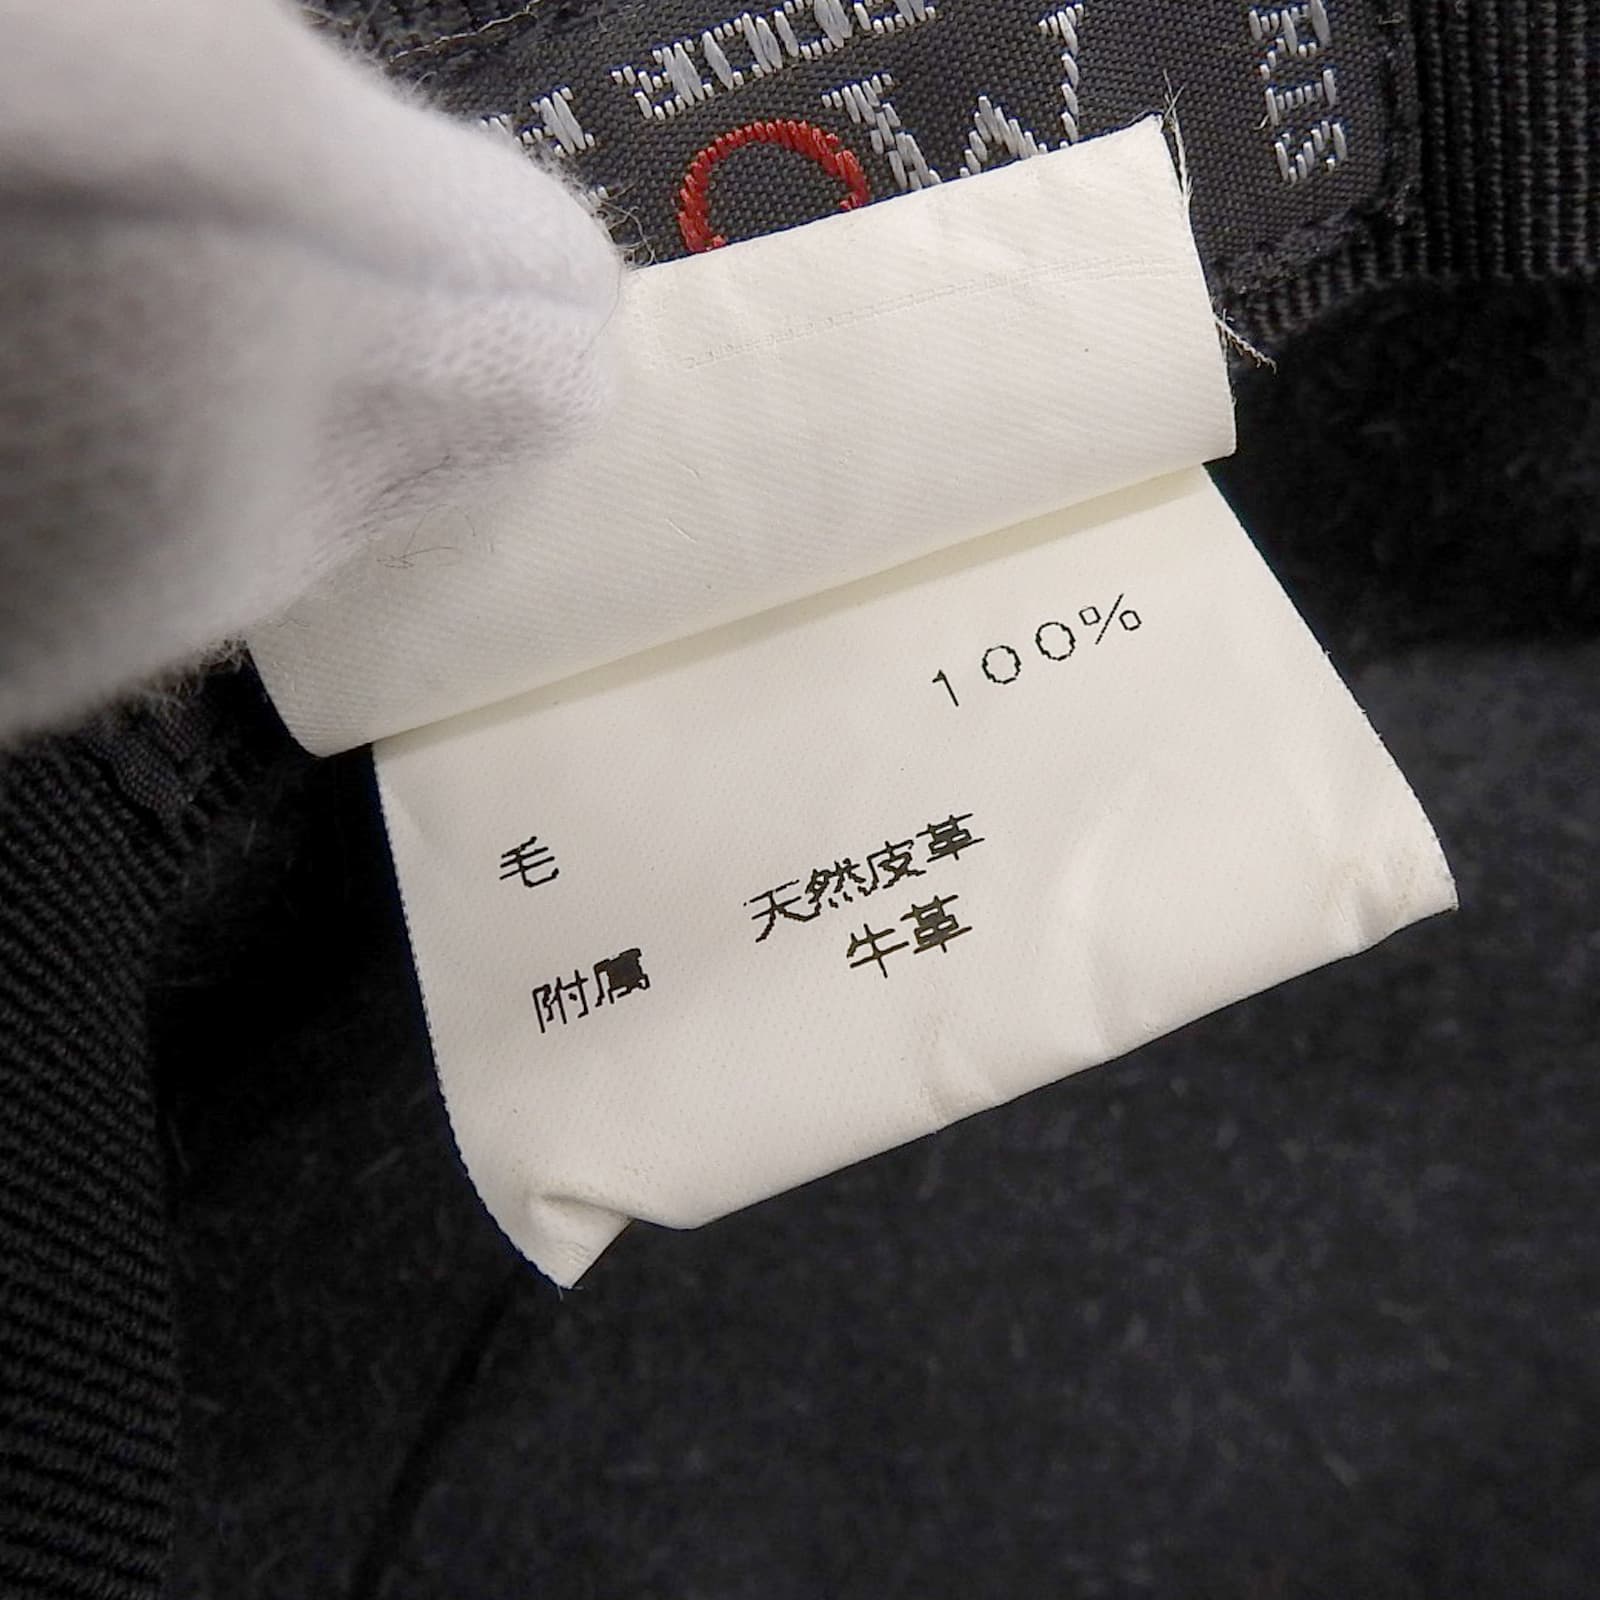 毛 100%
附属 天然皮革
牛革